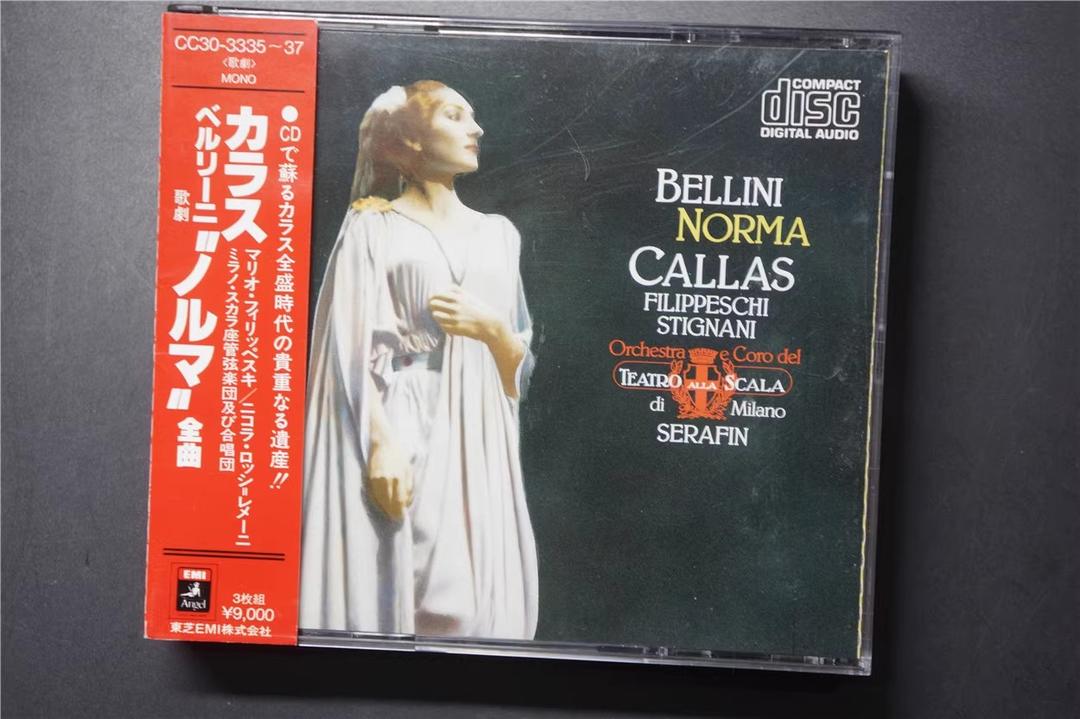 CC30-3335～37
〈歌劇〉
MONO
●CDで蘇るカラス全盛時代の貴重なる遺産!!
カラス
マリオ・フィリッペスキ/ニコラ・ロッシ=レメーニ
ミラノ・スカラ座管弦楽団及び合唱団
ベルリーニ
歌劇
"ノルマ"全曲
EMI
Angel
3枚組
¥9,000
東芝EMI株式会社
COMPACT
disc
DIGITAL AUDIO
BELLINI
NORMA
CALLAS
FILIPPESCHI
STIGNANI
Orchestra e Coro del
TEATRO ALLA SCALA
di Milano
SERAFIN